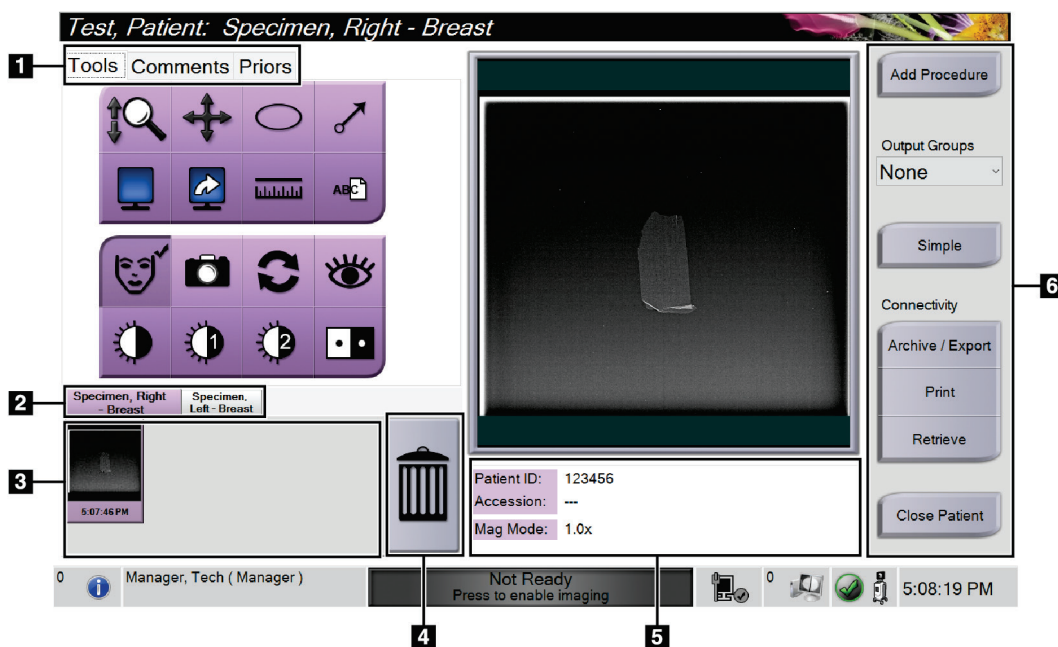 Test, Patient: Specimen, Right - Breast
1
Tools Comments Priors
ABC
1
2
2
Specimen, Right
- Breast
Specimen,
Left - Breast
3
5:07:46 PM
4
Patient ID: 123456
Accession: ---
Mag Mode: 1.0x
5
Add Procedure
Output Groups
None
Simple
Connectivity
Archive / Export
Print
Retrieve
Close Patient
6
0
i
Manager, Tech ( Manager )
Not Ready
Press to enable imaging
0
5:08:19 PM